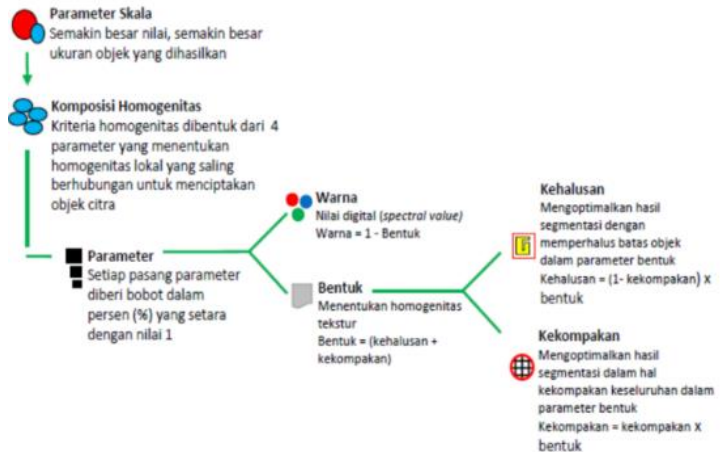 Parameter Skala
Semakin besar nilai, semakin besar
ukuran objek yang dihasilkan
Komposisi Homogenitas
Kriteria homogenitas dibentuk dari 4
parameter yang menentukan
homogenitas lokal yang saling
berhubungan untuk menciptakan
objek citra
Parameter
Setiap pasang parameter
diberi bobot dalam
persen (%) yang setara
dengan nilai 1
Warna
Nilai digital (spectral value)
Warna = 1 - Bentuk
Bentuk
Menentukan homogenitas
tekstur
Bentuk = (kehalusan +
kekompakan)
Kehalusan
Mengoptimalkan hasil
segmentasi dengan
memperhalus batas objek
dalam parameter bentuk
Kehalusan = (1- kekompakan) X
bentuk
Kekompakan
Mengoptimalkan hasil
segmentasi dalam hal
kekompakan keseluruhan dalam
parameter bentuk
Kekompakan = kekompakan X
bentuk